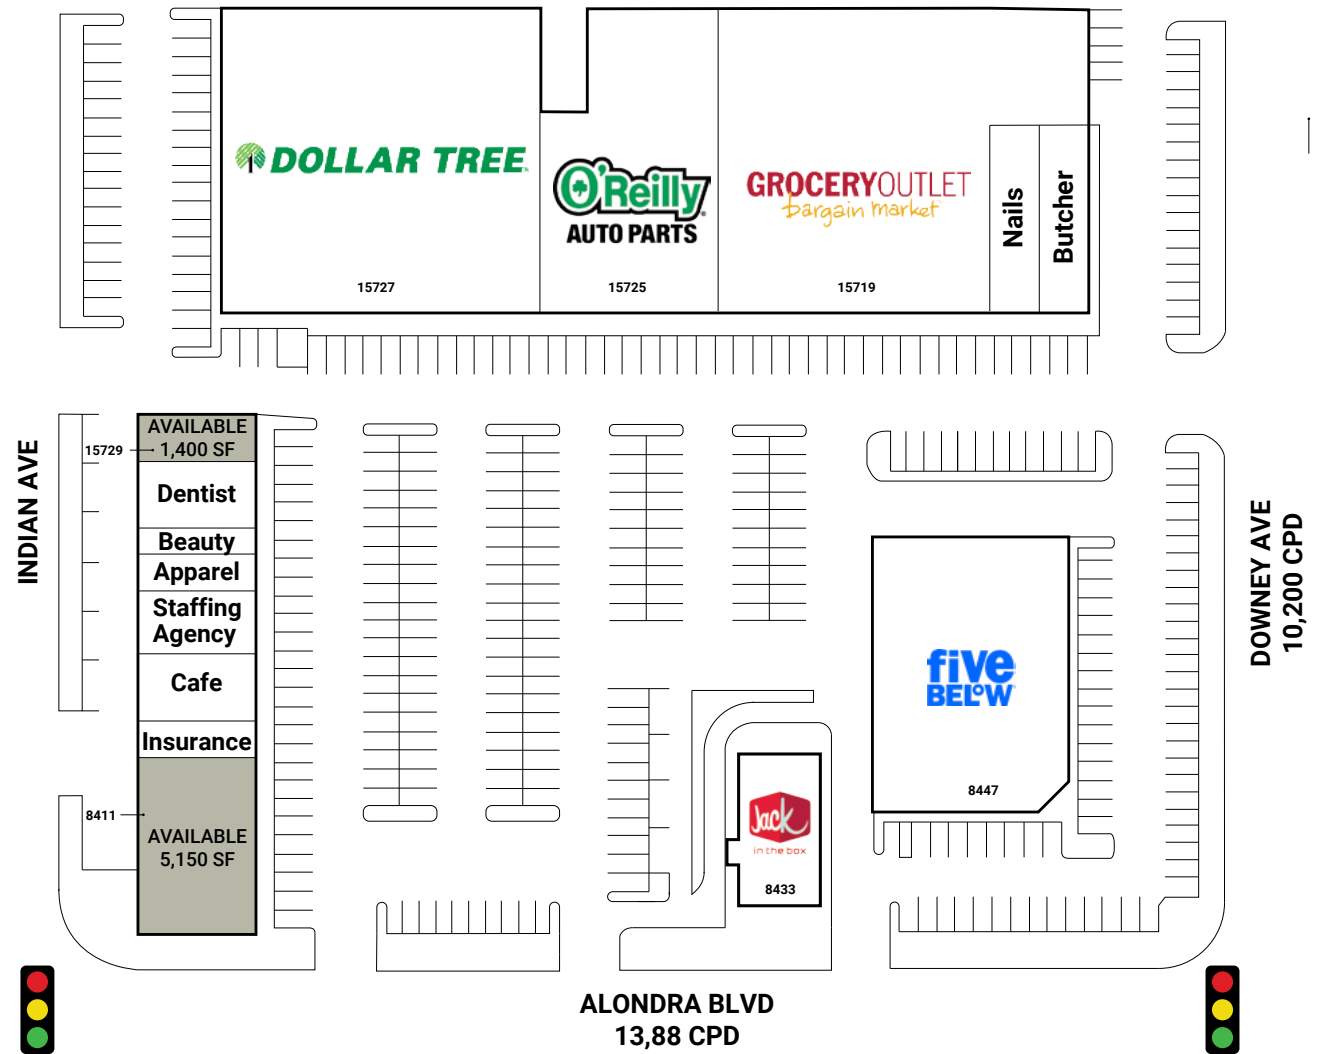 DOLLAR TREE
O'Reilly
AUTO PARTS
GROCERYOUTLET
bargain market
Nails
Butcher
15727
15725
15719
INDIAN AVE
15729
AVAILABLE
1,400 SF
Dentist
Beauty
Apparel
Staffing
Agency
Cafe
Insurance
8411
AVAILABLE
5,150 SF
five
BELOW
8447
Jack
in the box
8433
DOWNEY AVE
10,200 CPD
ALONDRA BLVD
13,88 CPD